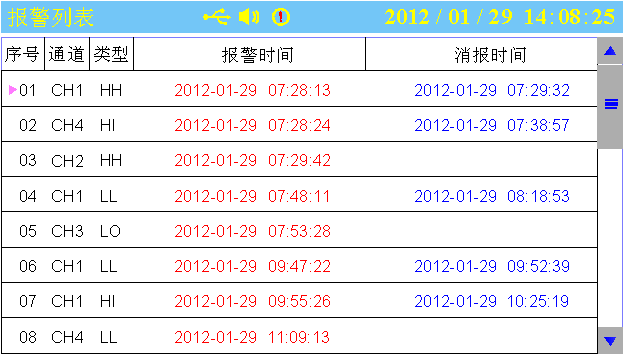 报警列表 2012/01/29 14:08:25
序号 通道 类型 报警时间 消报时间
01 CH1 HH 2012-01-29 07:28:13 2012-01-29 07:29:32
02 CH4 HI 2012-01-29 07:28:24 2012-01-29 07:38:57
03 CH2 HH 2012-01-29 07:29:42
04 CH1 LL 2012-01-29 07:48:11 2012-01-29 08:18:53
05 CH3 LO 2012-01-29 07:53:28
06 CH1 LL 2012-01-29 09:47:22 2012-01-29 09:52:39
07 CH1 HI 2012-01-29 09:55:26 2012-01-29 10:25:19
08 CH4 LL 2012-01-29 11:09:13